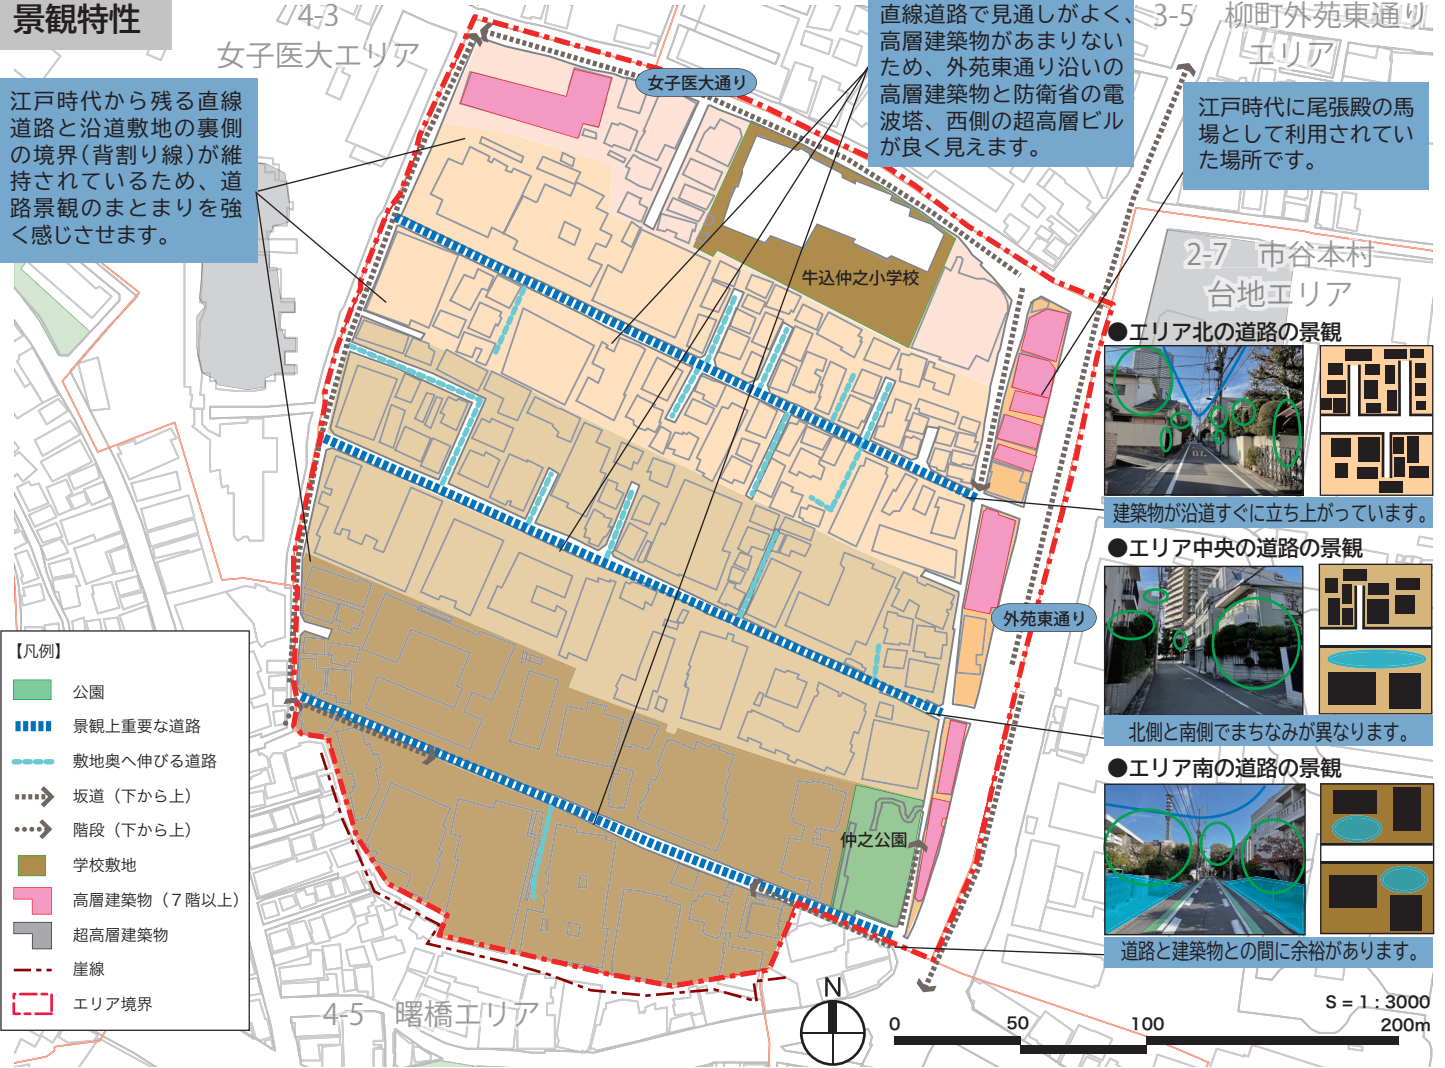 景観特性
4-3
女子医大エリア
3-5 柳町外苑東通り
エリア
直線道路で見通しがよく、
高層建築物があまりない
ため、外苑東通り沿いの
高層建築物と防衛省の電
波塔、西側の超高層ビル
が良く見えます。
女子医大通り
江戸時代から残る直線
道路と沿道敷地の裏側
の境界(背割り線)が維
持されているため、道
路景観のまとまりを強
く感じさせます。
江戸時代に尾張殿の馬
場として利用されてい
た場所です。
2-7 市谷本村
台地エリア
牛込仲之小学校
●エリア北の道路の景観
建築物が沿道すぐに立ち上がっています。
●エリア中央の道路の景観
外苑東通り
北側と南側でまちなみが異なります。
●エリア南の道路の景観
仲之公園
道路と建築物との間に余裕があります。
【凡例】
公園
景観上重要な道路
敷地奥へ伸びる道路
坂道（下から上）
階段（下から上）
学校敷地
高層建築物（７階以上）
超高層建築物
崖線
エリア境界
4-5 曙橋エリア
N
S = 1 : 3000
0 50 100 200m